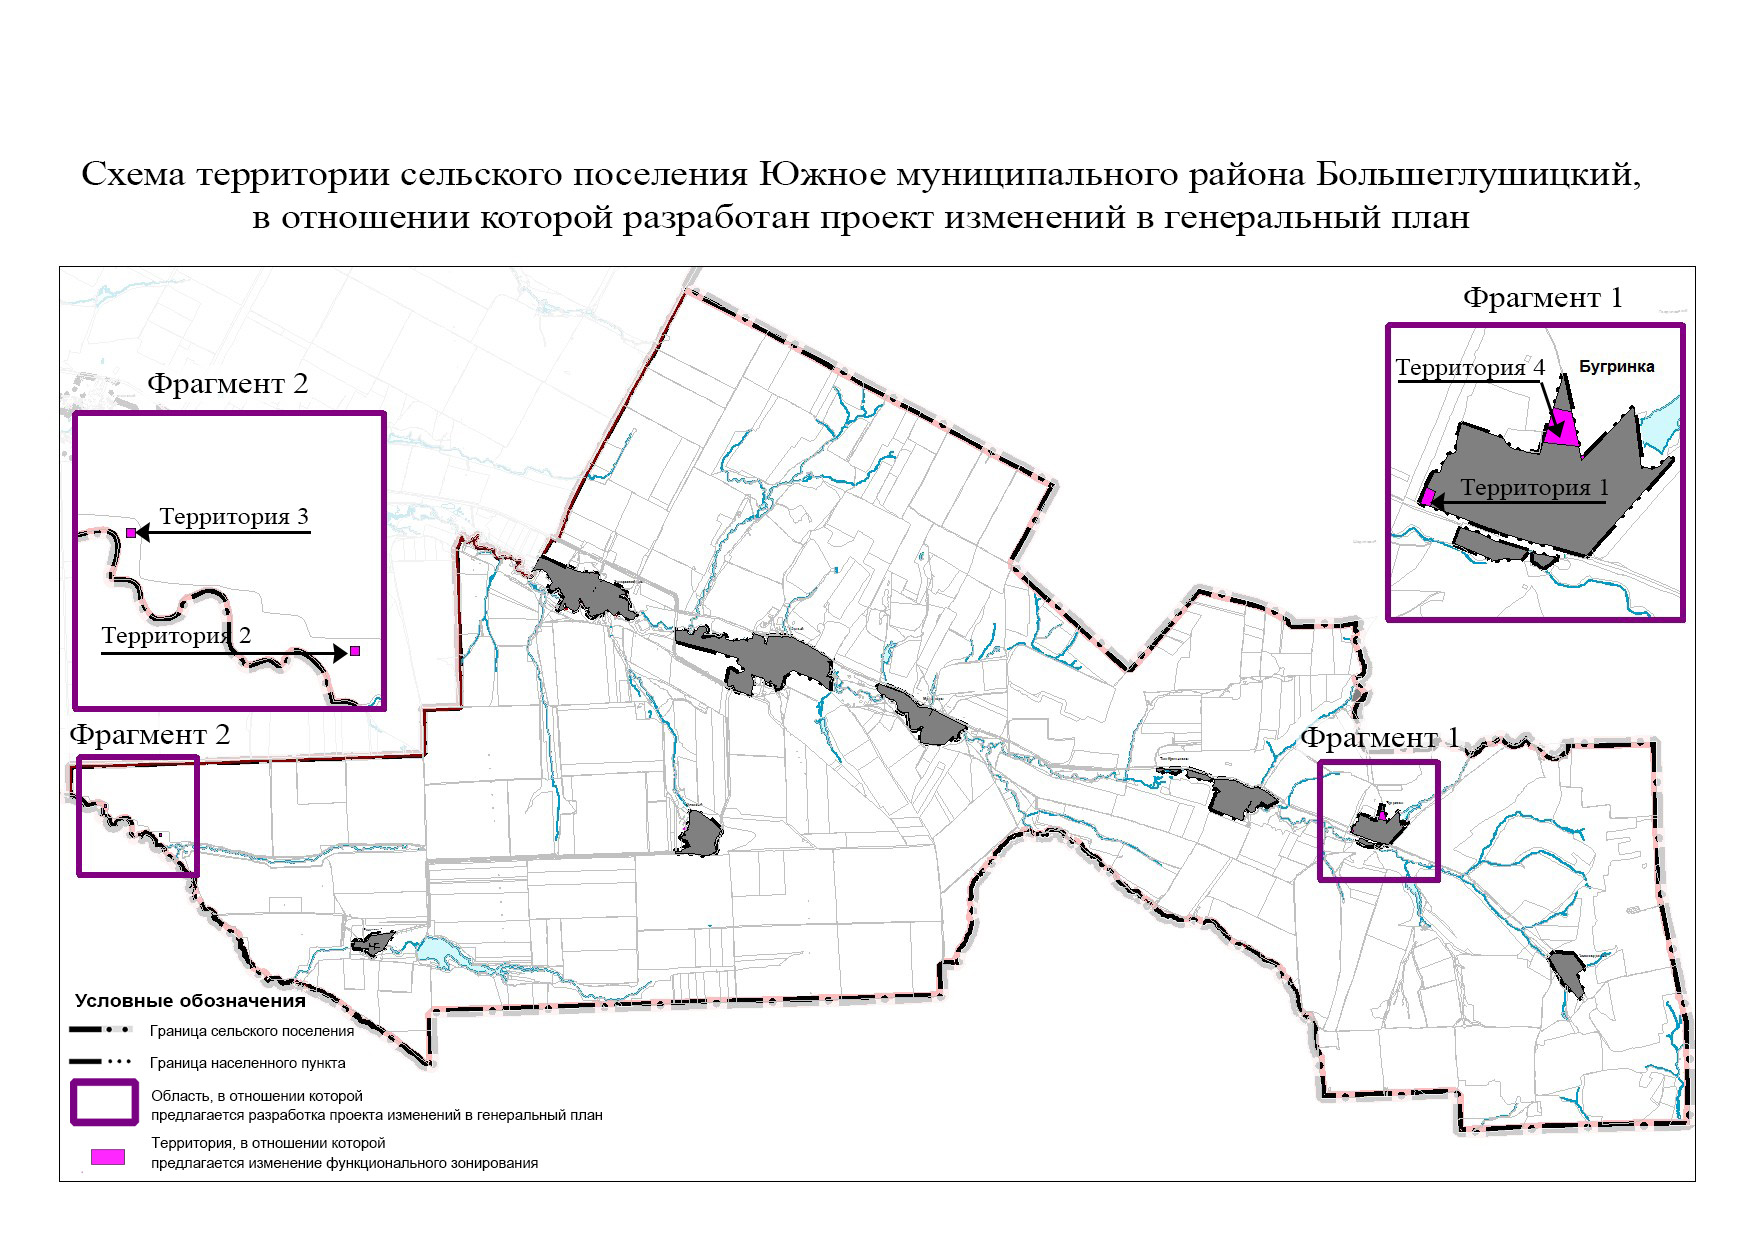 Схема территории сельского поселения Южное муниципального района Большеглушицкий,
в отношении которой разработан проект изменений в генеральный план
Фрагмент 1
Территория 4
Бугринка
Территория 1
Фрагмент 2
Территория 3
Территория 2
Фрагмент 2
Фрагмент 1
Условные обозначения
Граница сельского поселения
Граница населенного пункта
Область, в отношении которой
предлагается разработка проекта изменений в генеральный план
Территория, в отношении которой
предлагается изменение функционального зонирования